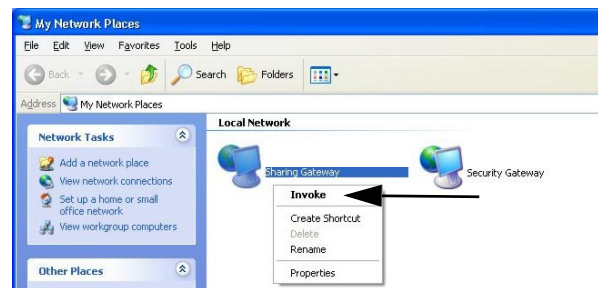 My Network Places
File Edit View Favorites Tools Help
Back Search Folders
Address My Network Places
Network Tasks
Add a network place
View network connections
Set up a home or small
office network
View workgroup computers
Other Places
Local Network
Sharing Gateway
Security Gateway
Invoke
Create Shortcut
Delete
Rename
Properties